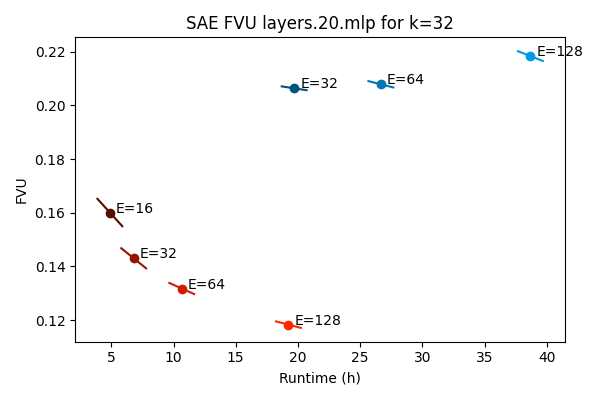 SAE FVU layers.20.mlp for k=32
FVU
0.22
0.20
0.18
0.16
0.14
0.12
E=128
E=32
E=64
E=16
E=32
E=64
E=128
5
10
15
20
25
30
35
40
Runtime (h)